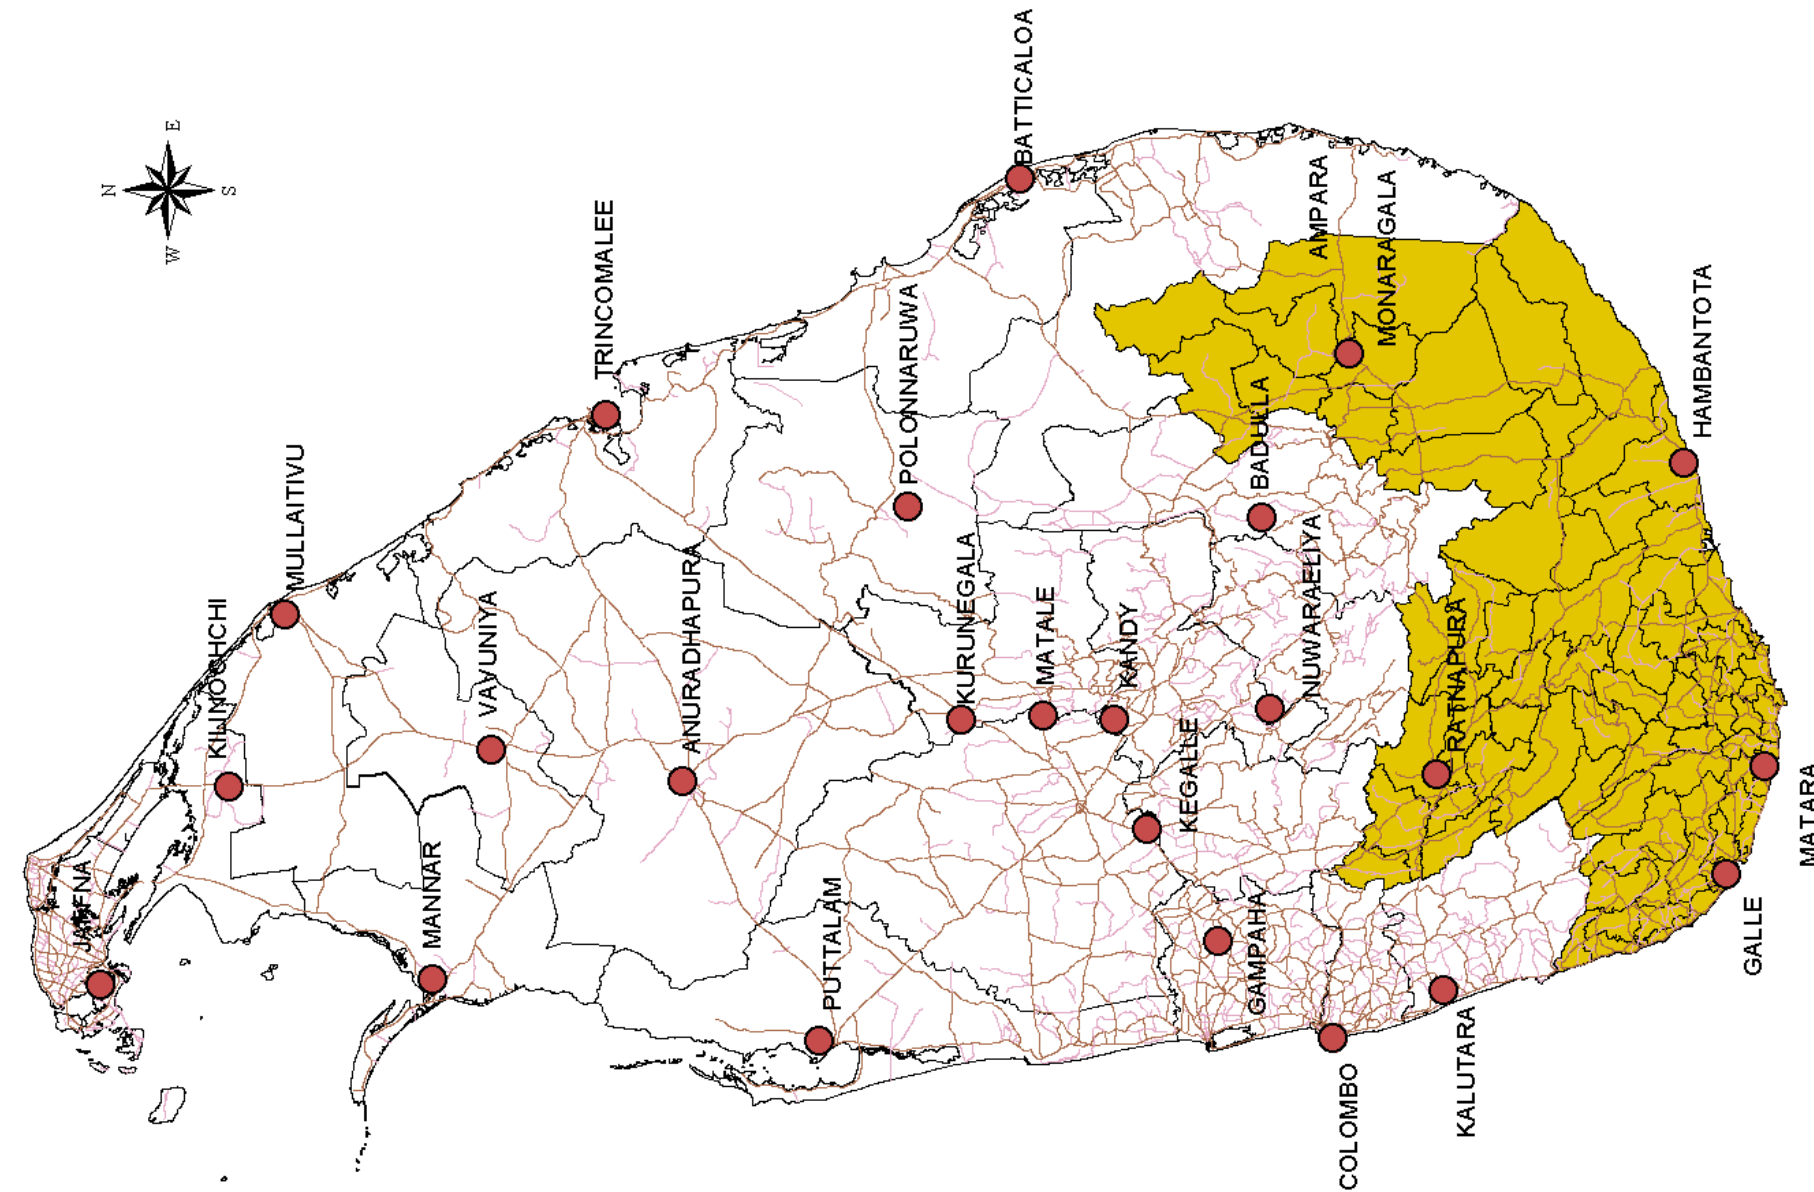 N
E
W
S
JAFFNA
KILINOCHCHI
MULLAITIVU
MANNAR
VAVUNIYA
TRINCOMALEE
ANURADHAPURA
PUTTALAM
POLONNARUWA
BATTICALOA
KURUNEGALA
MATALE
KANDY
KEGALLE
GAMPAHA
BADULLA
NUWARAELIYA
AMPARA
MONARAGALA
COLOMBO
KALUTARA
RATNAPURA
HAMBANTOTA
GALLE
MATARA